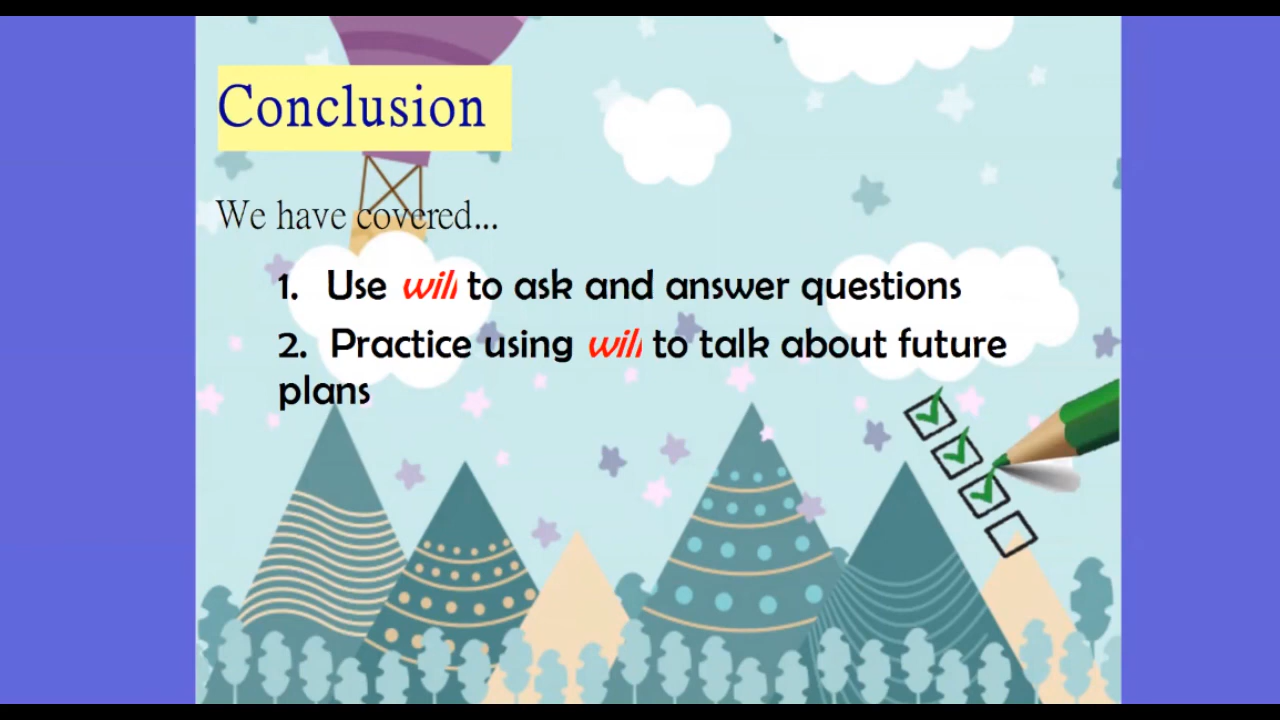 Conclusion
We have covered...
1. Use will to ask and answer questions
2. Practice using will to talk about future
plans